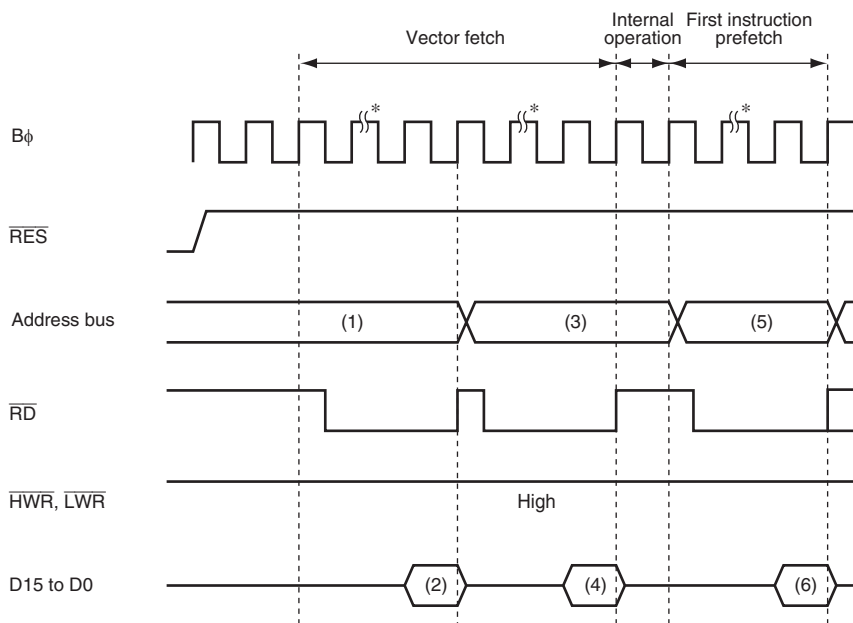 Vector fetch
Internal
operation
First instruction
prefetch
Bϕ
*
*
*
RES
Address bus
(1)
(3)
(5)
RD
HWR, LWR
High
D15 to D0
(2)
(4)
(6)